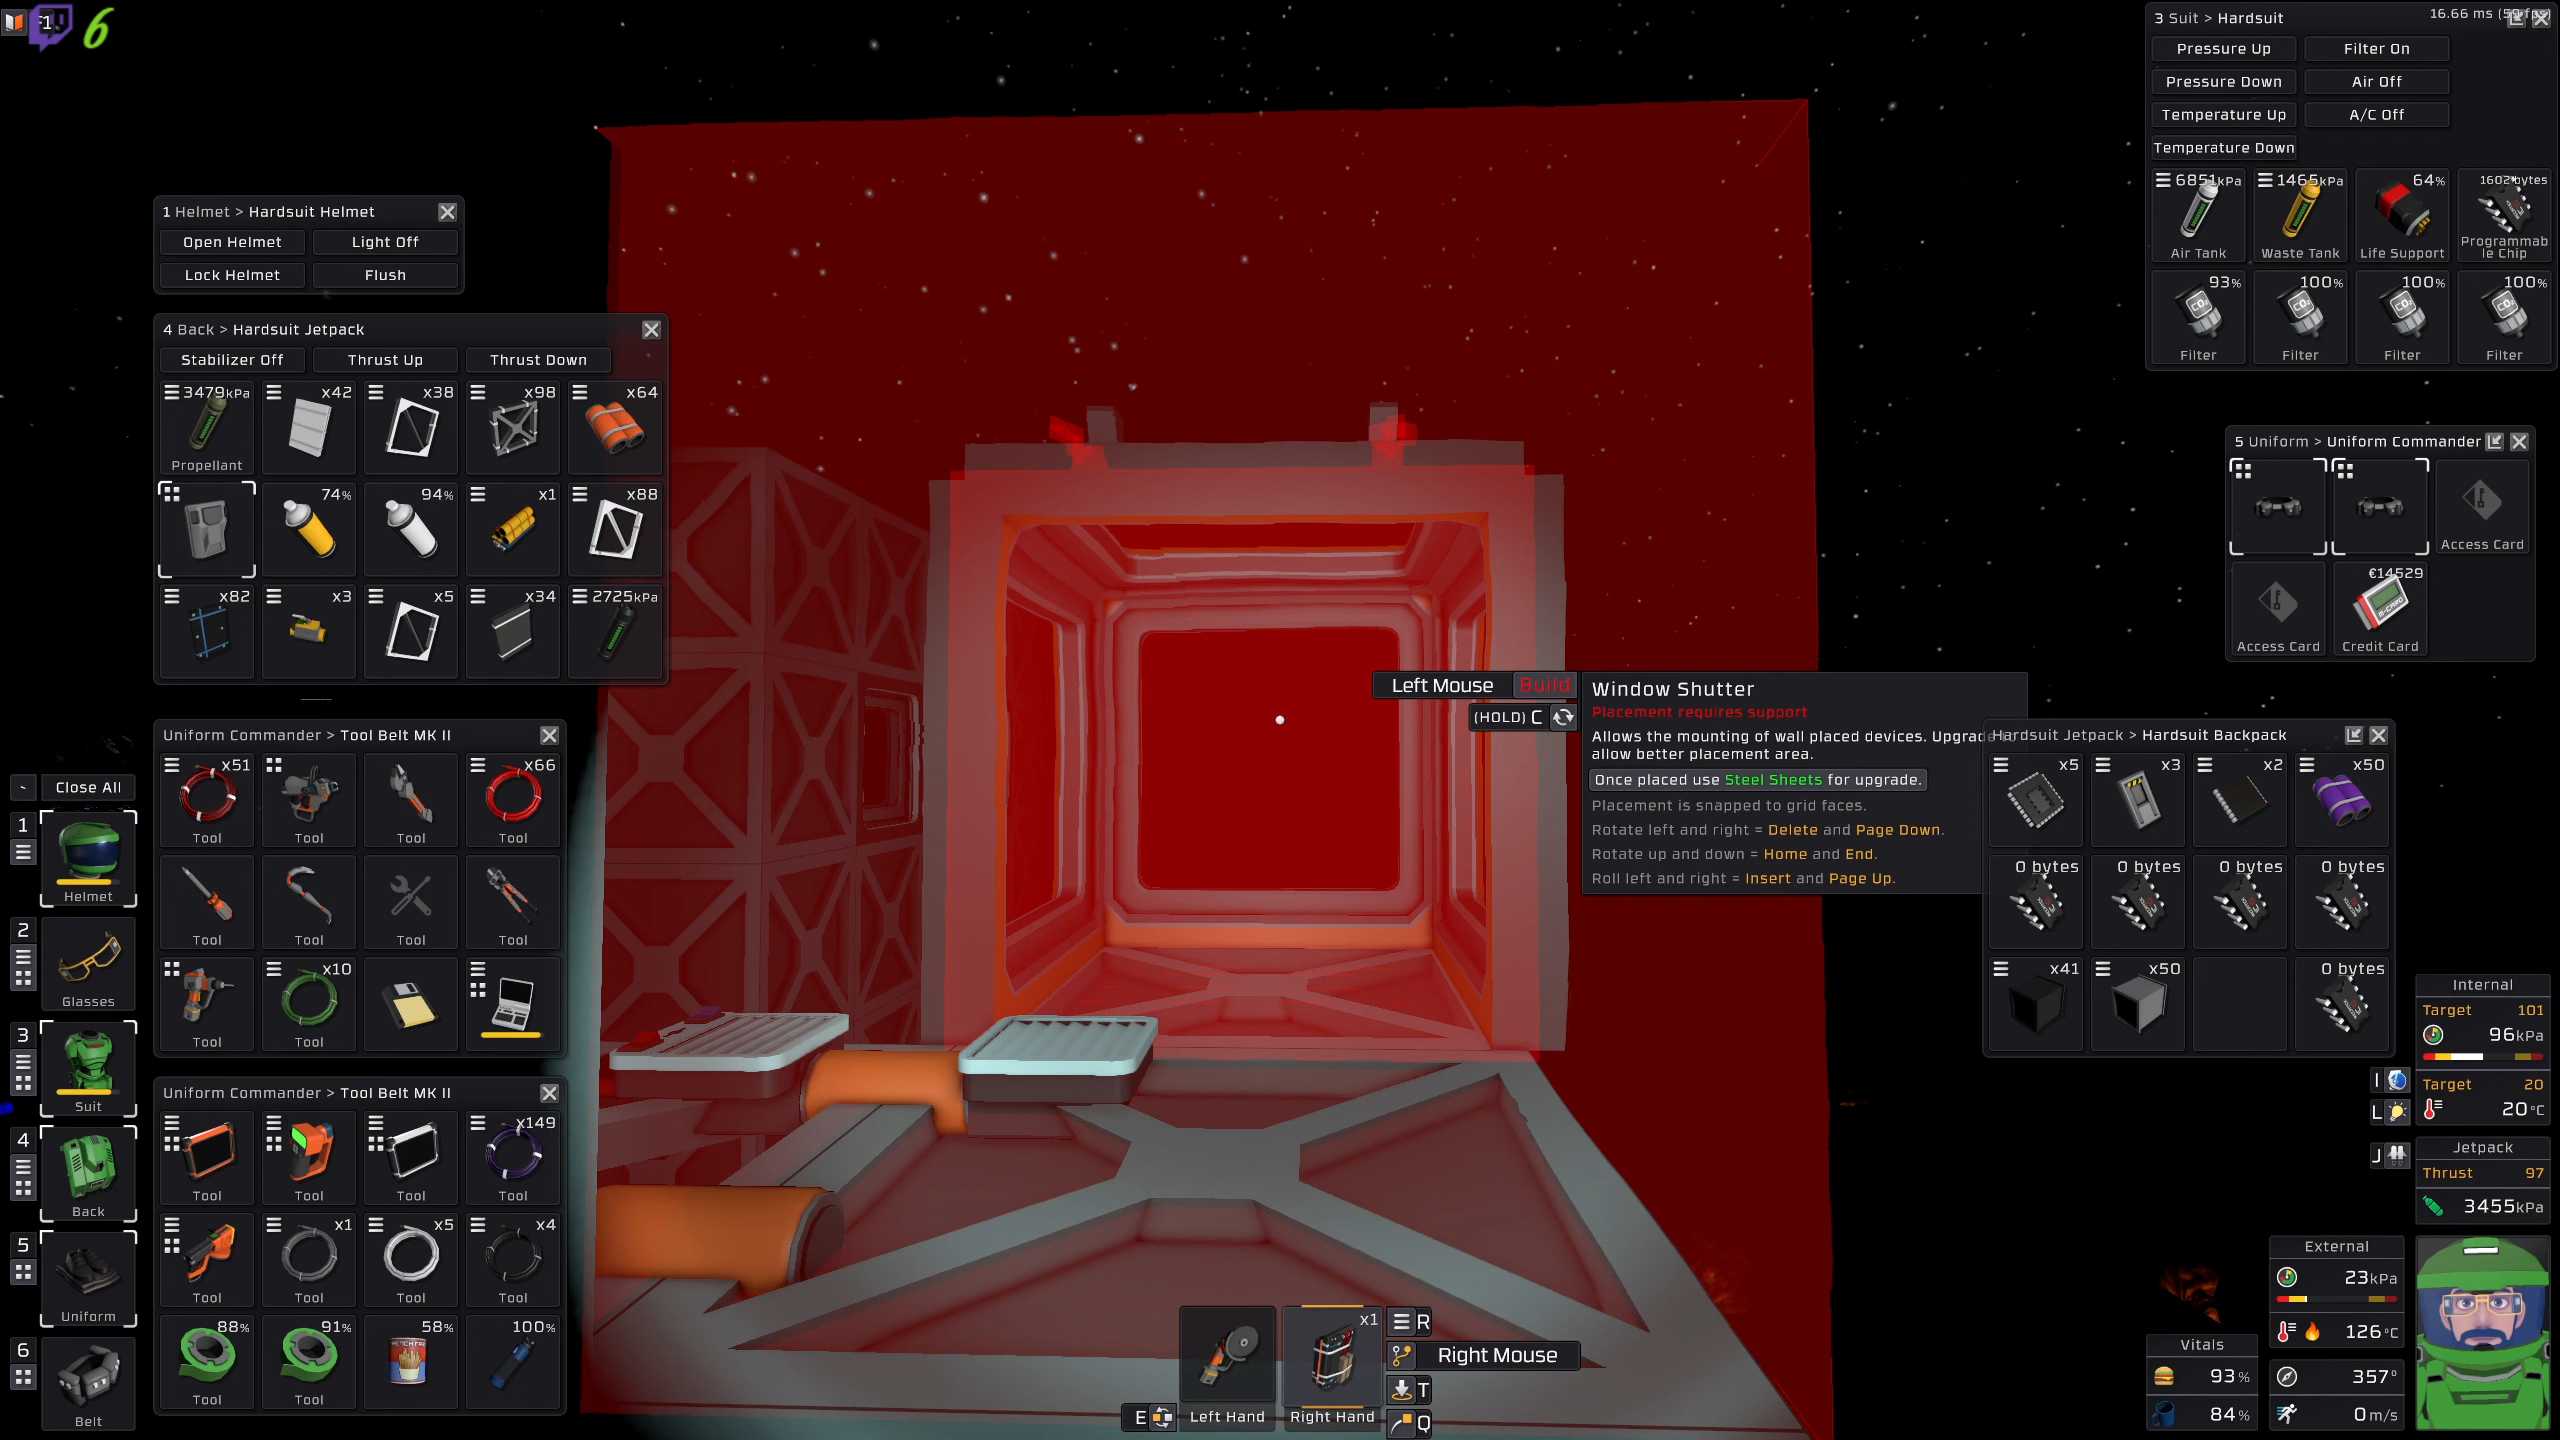 F1
6
16.66 ms (59 fps)
3 Suit > Hardsuit
Pressure Up
Filter On
Pressure Down
Air Off
Temperature Up
A/C Off
Temperature Down
6851kPa
Air Tank
1465kPa
Waste Tank
64%
Life Support
1602 bytes
Programmab
le Chip
93%
Filter
100%
Filter
100%
Filter
100%
Filter
1 Helmet > Hardsuit Helmet
Open Helmet
Light Off
Lock Helmet
Flush
4 Back > Hardsuit Jetpack
Stabilizer Off
Thrust Up
Thrust Down
3479kPa
Propellant
x42
x38
x98
x64
74%
94%
x1
x88
x82
x3
x5
x34
2725kPa
5 Uniform > Uniform Commander
Access Card
Access Card
€14529
Credit Card
Left Mouse
Build
(HOLD) C
Window Shutter
Placement requires support
Allows the mounting of wall placed devices. Upgrade
allow better placement area.
Once placed use Steel Sheets for upgrade.
Placement is snapped to grid faces.
Rotate left and right = Delete and Page Down.
Rotate up and down = Home and End.
Roll left and right = Insert and Page Up.
Hardsuit Jetpack > Hardsuit Backpack
x5
x3
x2
x50
0 bytes
0 bytes
0 bytes
0 bytes
x41
x50
0 bytes
Uniform Commander > Tool Belt MK II
x51
Tool
Tool
Tool
x66
Tool
Tool
Tool
Tool
Tool
Tool
x10
Tool
Uniform Commander > Tool Belt MK II
Tool
Tool
Tool
x149
Tool
Tool
x1
Tool
x5
Tool
x4
Tool
88%
Tool
91%
Tool
58%
100%
Tool
~
Close All
1
Helmet
2
Glasses
3
Suit
4
Back
5
Uniform
6
Belt
E
Left Hand
x1
Right Hand
R
Right Mouse
T
Q
Internal
Target 101
96kPa
Target 20
20°C
I
L
J
Jetpack
Thrust 97
3455kPa
External
23kPa
126°C
357°
0m/s
Vitals
93%
84%